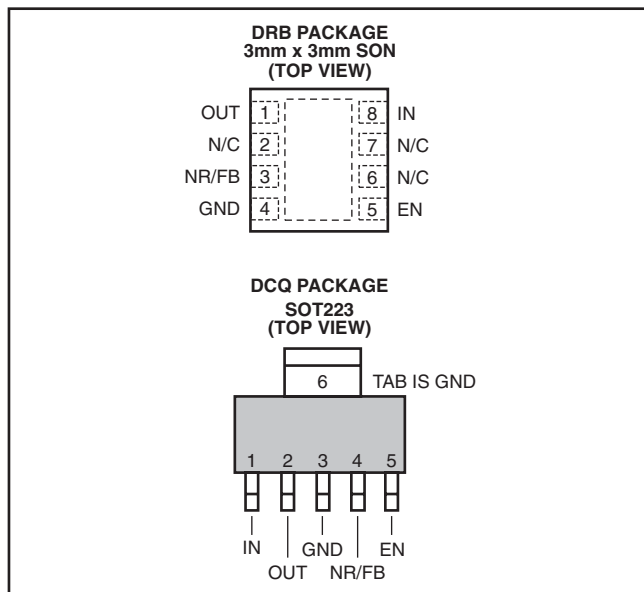 DRB PACKAGE
3mm x 3mm SON
(TOP VIEW)
OUT 1 8 IN
N/C 2 7 N/C
NR/FB 3 6 N/C
GND 4 5 EN
DCQ PACKAGE
SOT223
(TOP VIEW)
6 TAB IS GND
1 2 3 4 5
IN GND EN
OUT NR/FB